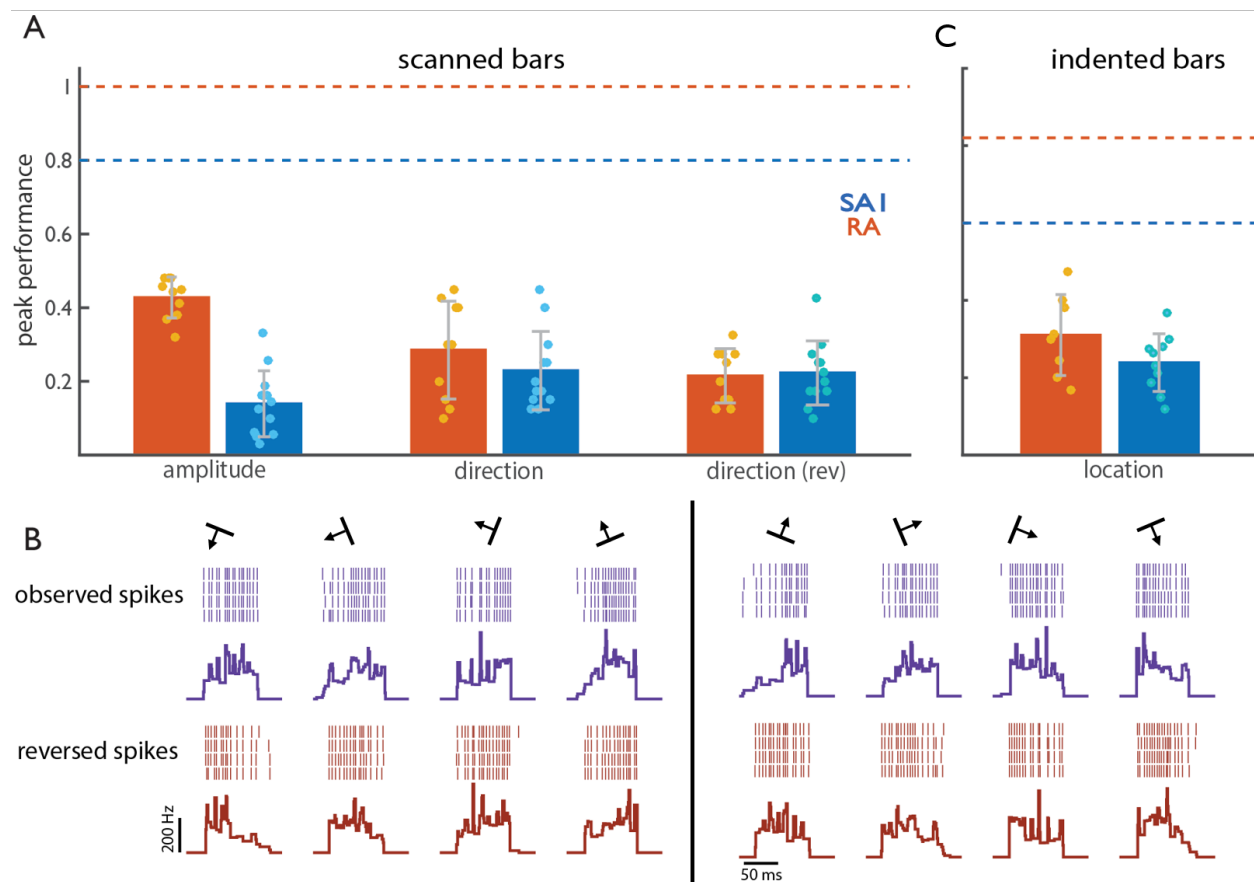 A
scanned bars
C
indented bars
1
0.8
0.6
0.4
0.2
peak performance
SA1
RA
amplitude
direction
direction (rev)
location
B
observed spikes
reversed spikes
200 Hz
50 ms